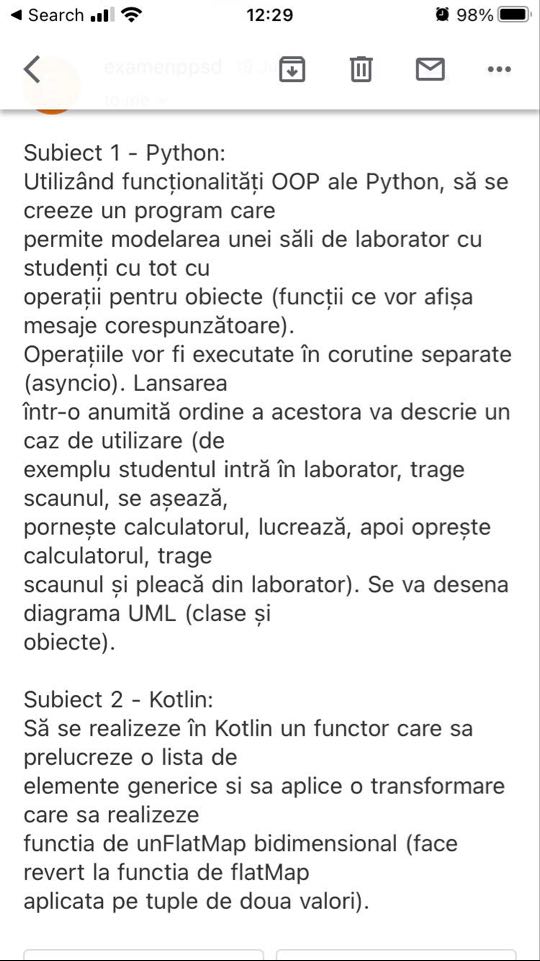 Search
12:29
98%
examenppsd
Subiect 1 - Python:
Utilizând funcționalități OOP ale Python, să se
creeze un program care
permite modelarea unei săli de laborator cu
studenți cu tot cu
operații pentru obiecte (funcții ce vor afișa
mesaje corespunzătoare).
Operațiile vor fi executate în corutine separate
(asyncio). Lansarea
într-o anumită ordine a acestora va descrie un
caz de utilizare (de
exemplu studentul intră în laborator, trage
scaunul, se așează,
pornește calculatorul, lucrează, apoi oprește
calculatorul, trage
scaunul și pleacă din laborator). Se va desena
diagrama UML (clase și
obiecte).
Subiect 2 - Kotlin:
Să se realizeze în Kotlin un functor care sa
prelucreze o lista de
elemente generice si sa aplice o transformare
care sa realizeze
functia de unFlatMap bidimensional (face
revert la functia de flatMap
aplicata pe tuple de doua valori).